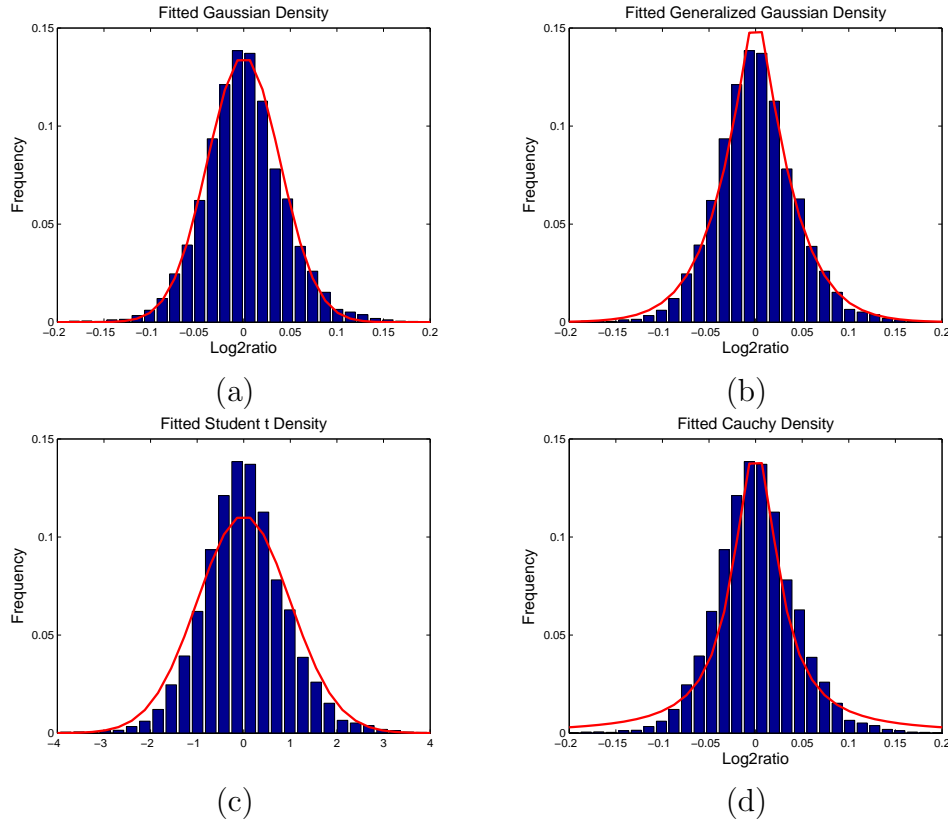 Fitted Gaussian Density
0.15
0.1
0.05
0
Frequency
−0.2 −0.15 −0.1 −0.05 0 0.05 0.1 0.15 0.2
Log2ratio
(a)
Fitted Generalized Gaussian Density
0.15
0.1
0.05
0
Frequency
−0.2 −0.15 −0.1 −0.05 0 0.05 0.1 0.15 0.2
Log2ratio
(b)
Fitted Student t Density
0.15
0.1
0.05
0
Frequency
−4 −3 −2 −1 0 1 2 3 4
(c)
Fitted Cauchy Density
0.15
0.1
0.05
0
Frequency
−0.2 −0.15 −0.1 −0.05 0 0.05 0.1 0.15 0.2
Log2ratio
(d)